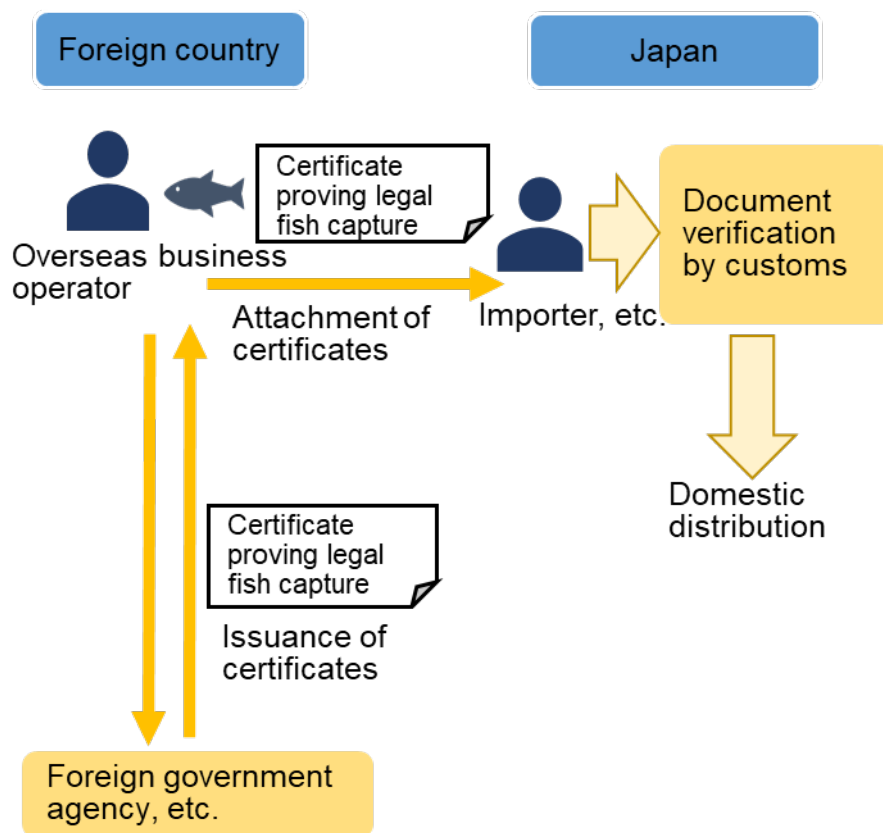 Foreign country
Japan
Certificate
proving legal
fish capture
Document
verification
by customs
Overseas business
operator
Attachment of
certificates
Importer, etc.
Domestic
distribution
Certificate
proving legal
fish capture
Issuance of
certificates
Foreign government
agency, etc.